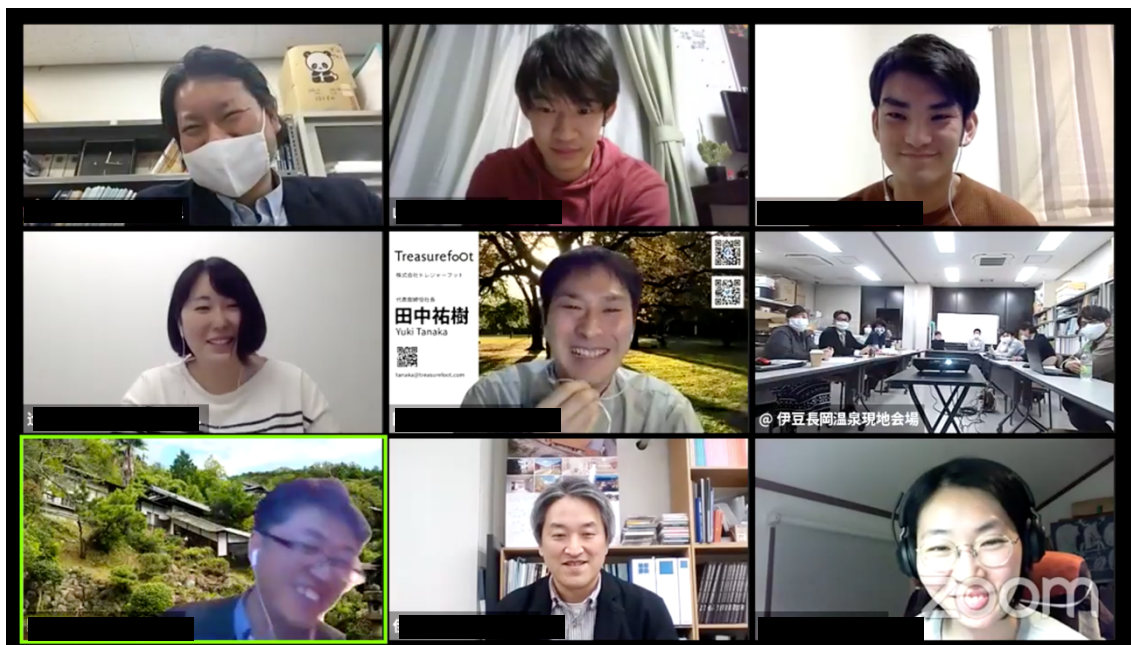 Treasurefoot
株式会社トレジャーフット
代表取締役社長
田中祐樹
Yuki Tanaka
tanaka@treasurefoot.com
@ 伊豆長岡温泉現地会場
zoom